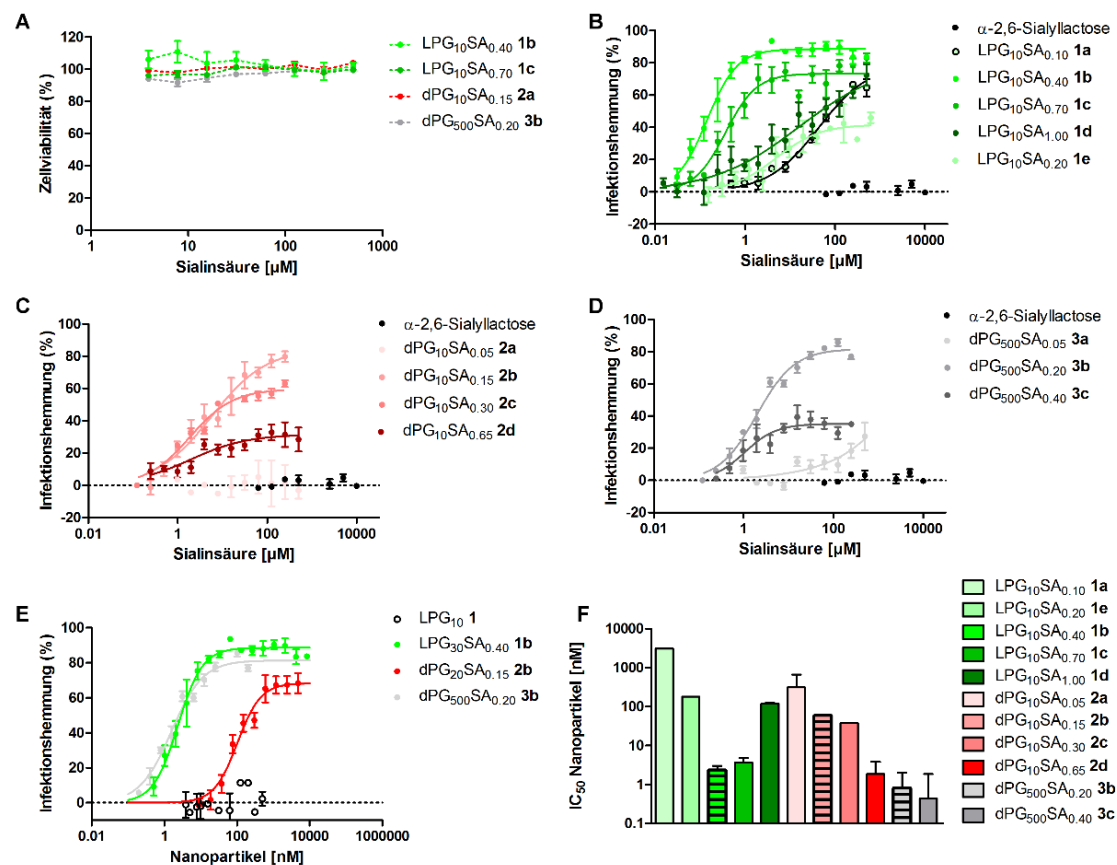 A
Zellviabilität (%)
120
100
80
60
40
20
0
1
10
100
1000
Sialinsäure [µM]
LPG10SA0.40 1b
LPG10SA0.70 1c
dPG10SA0.15 2a
dPG500SA0.20 3b
B
Infektionshemmung (%)
100
80
60
40
20
0
-20
0.01
1
100
10000
Sialinsäure [µM]
α-2,6-Sialyllactose
LPG10SA0.10 1a
LPG10SA0.40 1b
LPG10SA0.70 1c
LPG10SA1.00 1d
LPG10SA0.20 1e
C
Infektionshemmung (%)
100
80
60
40
20
0
-20
0.01
1
100
10000
Sialinsäure [µM]
α-2,6-Sialyllactose
dPG10SA0.05 2a
dPG10SA0.15 2b
dPG10SA0.30 2c
dPG10SA0.65 2d
D
Infektionshemmung (%)
100
80
60
40
20
0
-20
0.01
1
100
10000
Sialinsäure [µM]
α-2,6-Sialyllactose
dPG500SA0.05 3a
dPG500SA0.20 3b
dPG500SA0.40 3c
E
Infektionshemmung (%)
100
80
60
40
20
0
-20
0.01
1
100
10000
1000000
Nanopartikel [nM]
LPG10 1
LPG30SA0.40 1b
dPG20SA0.15 2b
dPG500SA0.20 3b
F
IC50 Nanopartikel [nM]
10000
1000
100
10
1
0.1
LPG10SA0.10 1a
LPG10SA0.20 1e
LPG10SA0.40 1b
LPG10SA0.70 1c
LPG10SA1.00 1d
dPG10SA0.05 2a
dPG10SA0.15 2b
dPG10SA0.30 2c
dPG10SA0.65 2d
dPG500SA0.20 3b
dPG500SA0.40 3c